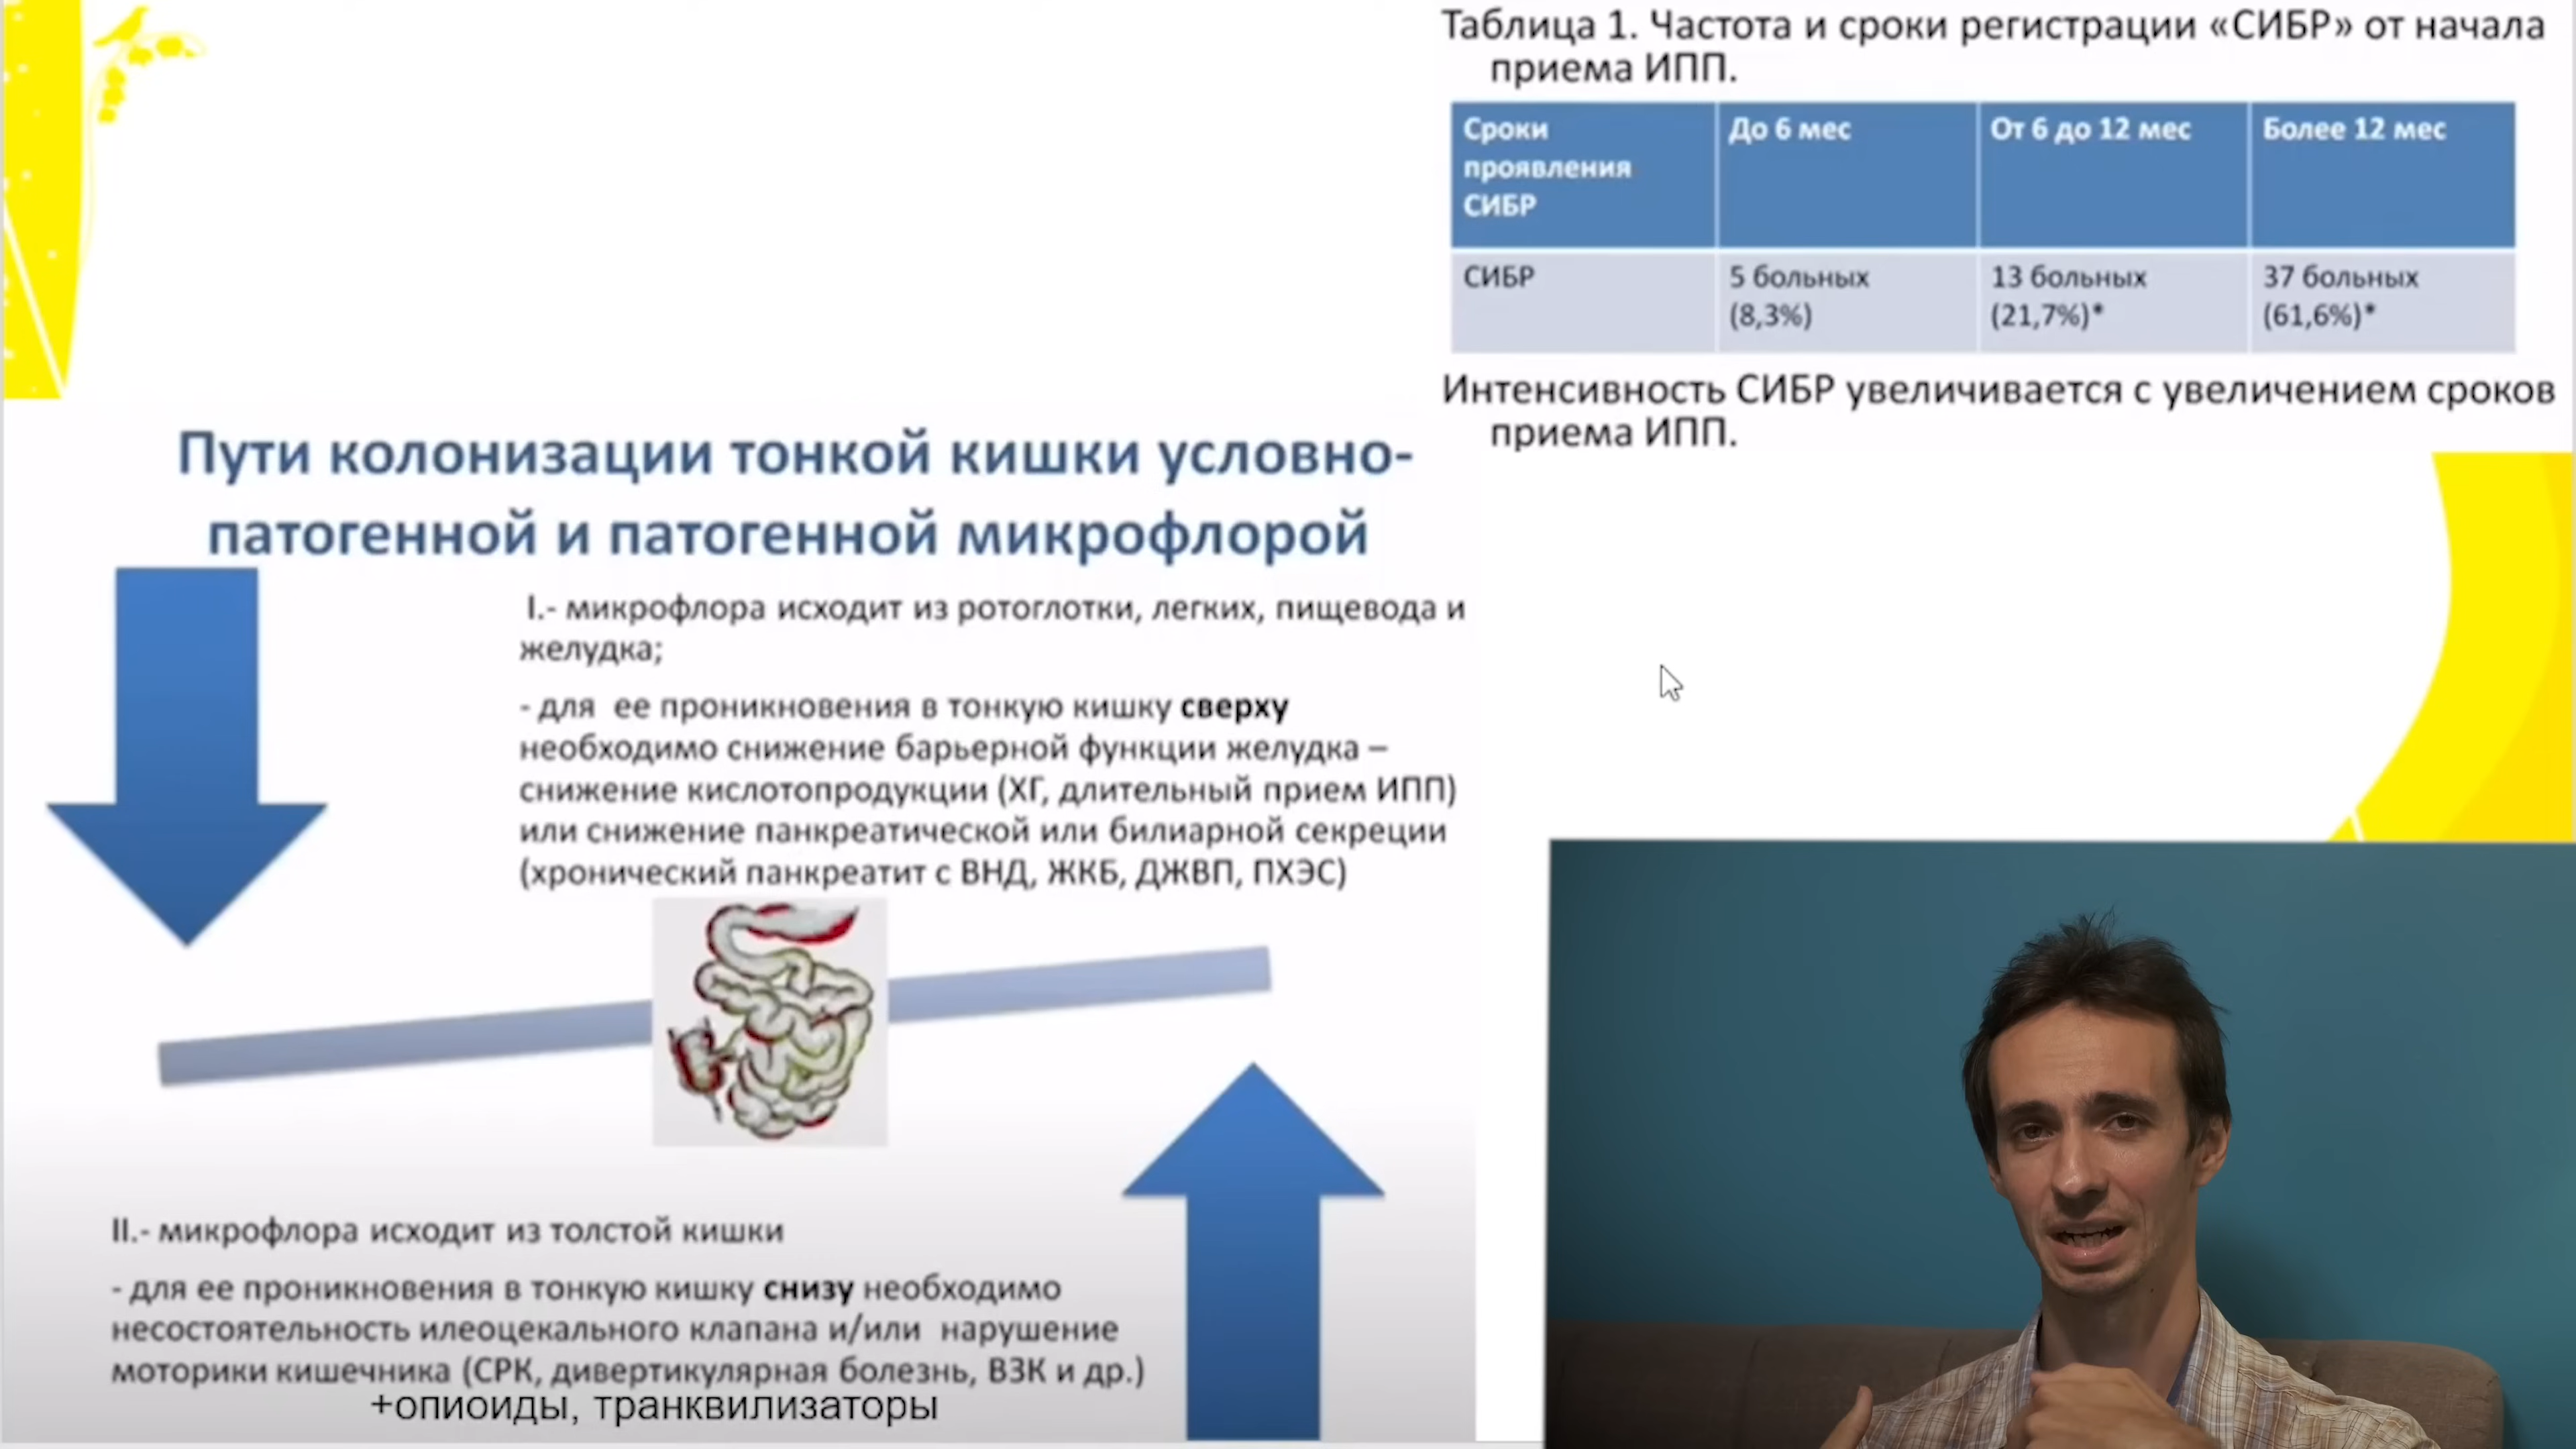 Таблица 1. Частота и сроки регистрации «СИБР» от начала
приема ИПП.
Сроки
проявления
СИБР
До 6 мес
От 6 до 12 мес
Более 12 мес
СИБР
5 больных
(8,3%)
13 больных
(21,7%)*
37 больных
(61,6%)*
Интенсивность СИБР увеличивается с увеличением сроков
приема ИПП.
Пути колонизации тонкой кишки условно-
патогенной и патогенной микрофлорой
I.- микрофлора исходит из ротоглотки, легких, пищевода и
желудка;
- для ее проникновения в тонкую кишку сверху
необходимо снижение барьерной функции желудка –
снижение кислотопродукции (ХГ, длительный прием ИПП)
или снижение панкреатической или билиарной секреции
(хронический панкреатит с ВНД, ЖКБ, ДЖВП, ПХЭС)
II.- микрофлора исходит из толстой кишки
- для ее проникновения в тонкую кишку снизу необходимо
несостоятельность илеоцекального клапана и/или нарушение
моторики кишечника (СРК, дивертикулярная болезнь, ВЗК и др.)
+опиоиды, транквилизаторы